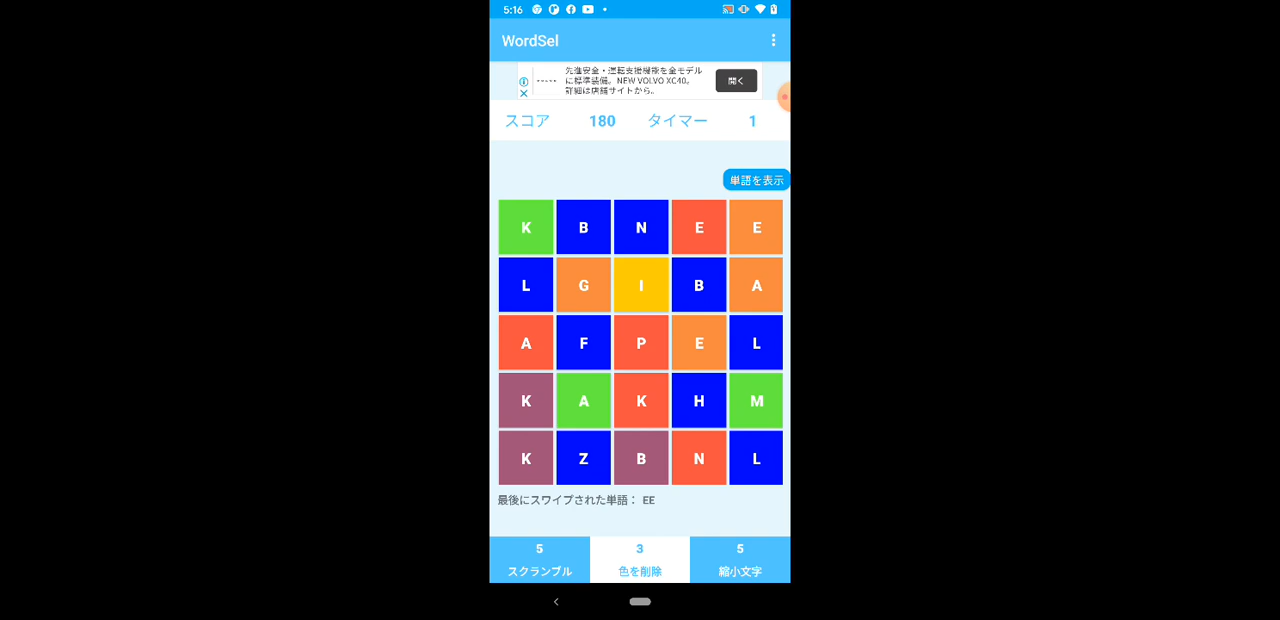 5:16
WordSel
先進安全・運転支援機能を全モデル
に標準装備。NEW VOLVO XC40。
詳細は店舗サイトから。
開く
スコア 180 タイマー 1
単語を表示
K B N E E
L G I B A
A F P E L
K A K H M
K Z B N L
最後にスワイプされた単語： EE
5 3 5
スクランブル 色を削除 縮小文字